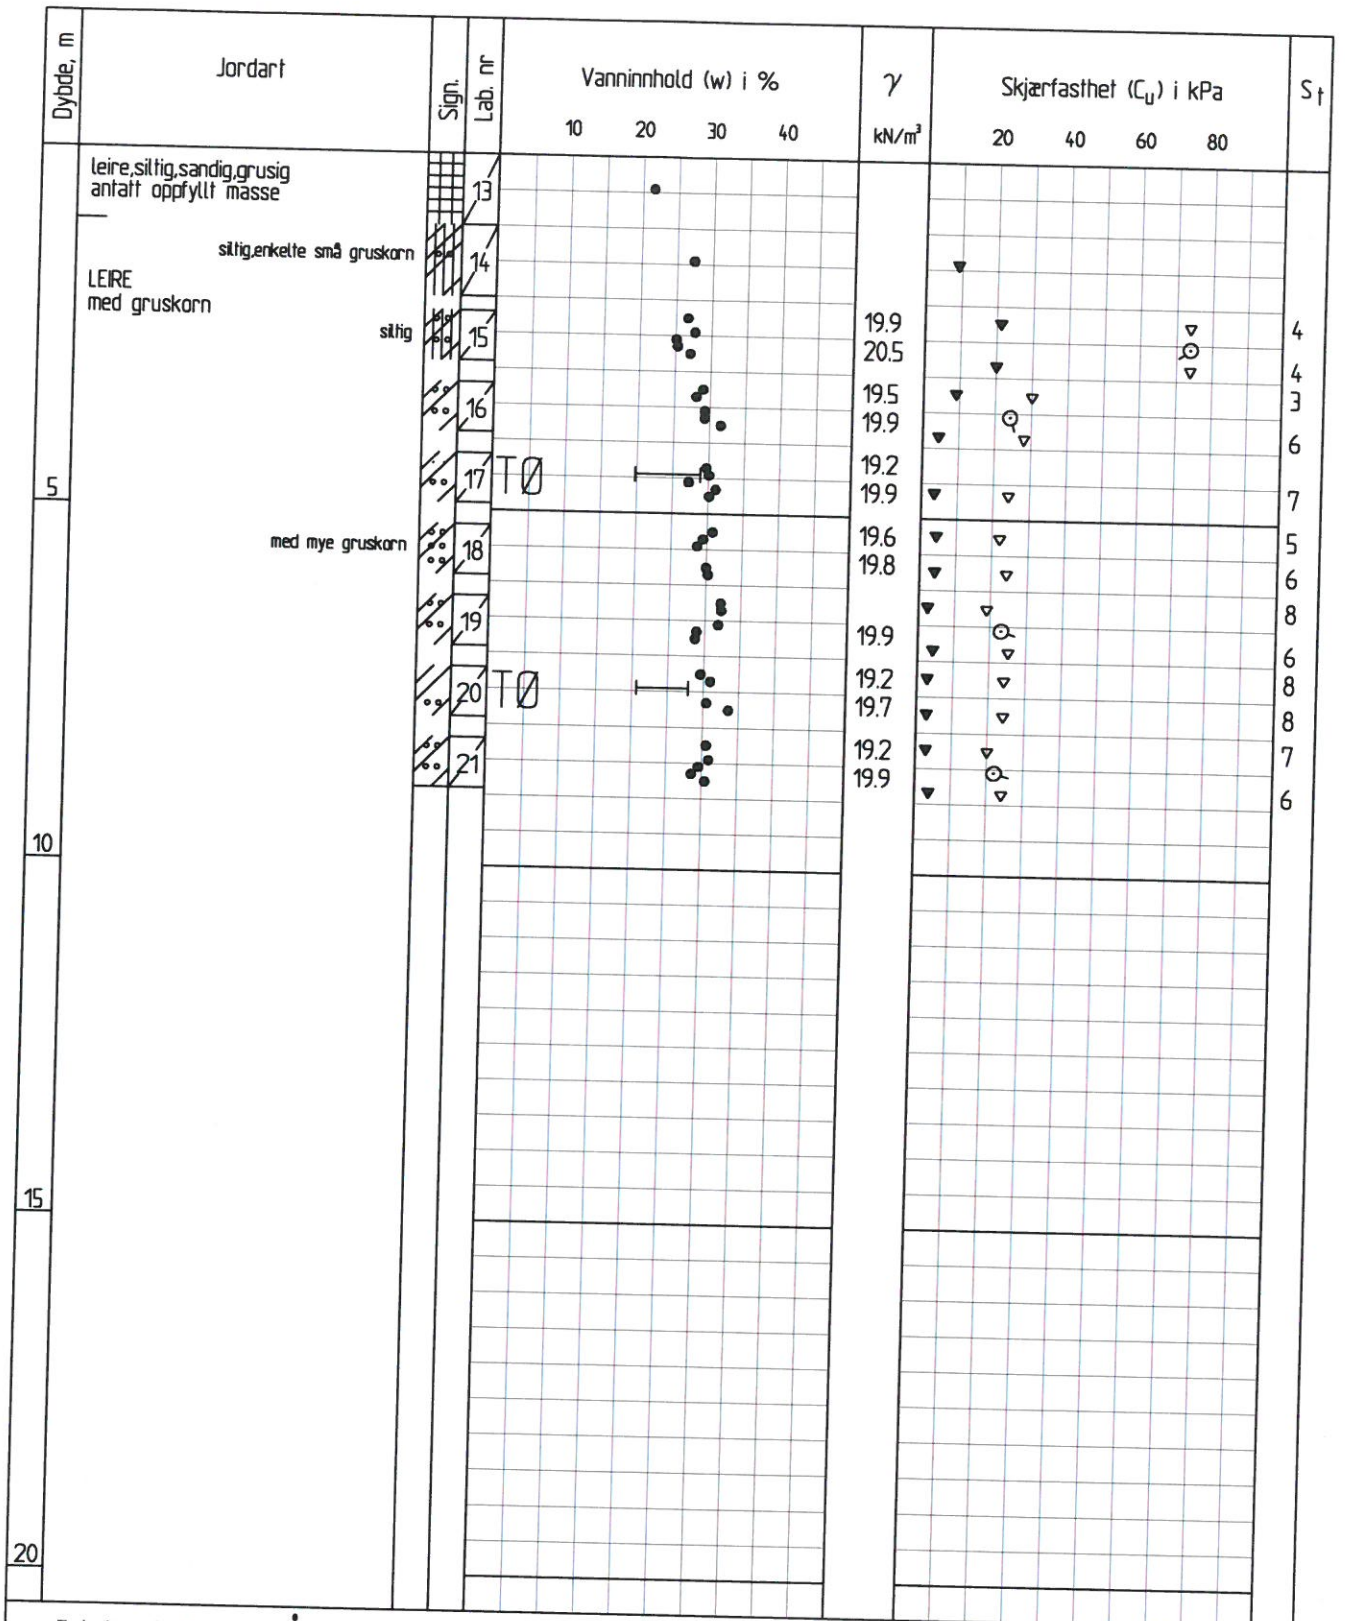 Dybde, m
Jordart
Sign.
Lab. nr
Vanninnhold (w) i %
10 20 30 40
γ
kN/m³
Skjærfasthet (Cu) i kPa
20 40 60 80
St
leire,siltig,sandig,grusig
antatt oppfylt masse
13
siltig,enkelte små gruskorn
14
LEIRE
med gruskorn
siltig
15
19.9
20.5
4
4
16
19.5
19.9
3
6
5
17
TØ
19.2
19.9
7
med mye gruskorn
18
19.6
19.8
5
6
19
19.9
8
6
20
TØ
19.2
19.7
8
8
21
19.2
19.9
7
6
10
15
20